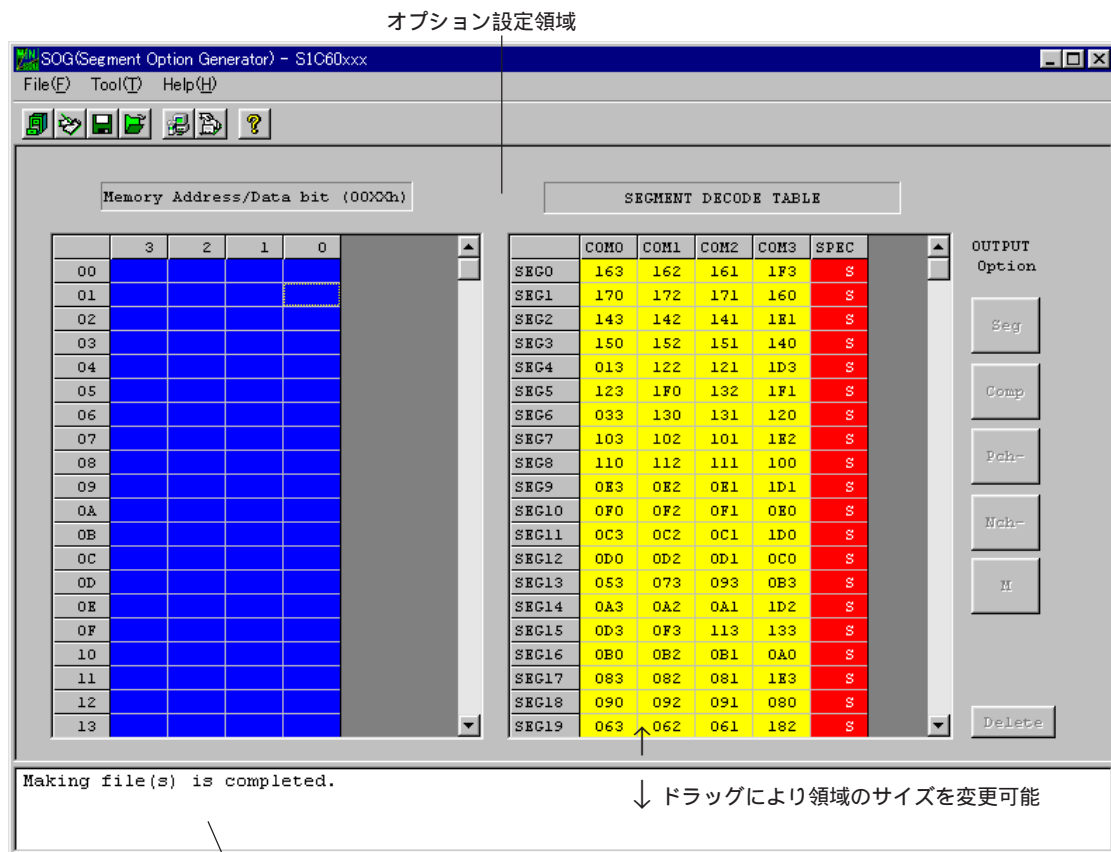 オプション設定領域
SOG(Segment Option Generator) - S1C60xxx
File(F) Tool(T) Help(H)
Memory Address/Data bit (00XXh)
SEGMENT DECODE TABLE
3 2 1 0
00
01
02
03
04
05
06
07
08
09
0A
0B
0C
0D
0E
0F
10
11
12
13
COM0 COM1 COM2 COM3 SPEC
SEG0 163 162 161 1F3 S
SEG1 170 172 171 160 S
SEG2 143 142 141 1E1 S
SEG3 150 152 151 140 S
SEG4 013 122 121 1D3 S
SEG5 123 1F0 132 1F1 S
SEG6 033 130 131 120 S
SEG7 103 102 101 1E2 S
SEG8 110 112 111 100 S
SEG9 0E3 0E2 0E1 1D1 S
SEG10 0F0 0F2 0F1 0E0 S
SEG11 0C3 0C2 0C1 1D0 S
SEG12 0D0 0D2 0D1 0C0 S
SEG13 053 073 093 0B3 S
SEG14 0A3 0A2 0A1 1D2 S
SEG15 0D3 0F3 113 133 S
SEG16 0B0 0B2 0B1 0A0 S
SEG17 083 082 081 1E3 S
SEG18 090 092 091 080 S
SEG19 063 062 061 182 S
OUTPUT
Option
Seg
Comp
Pch-
Nch-
M
Delete
Making file(s) is completed.
↓ ドラッグにより領域のサイズを変更可能